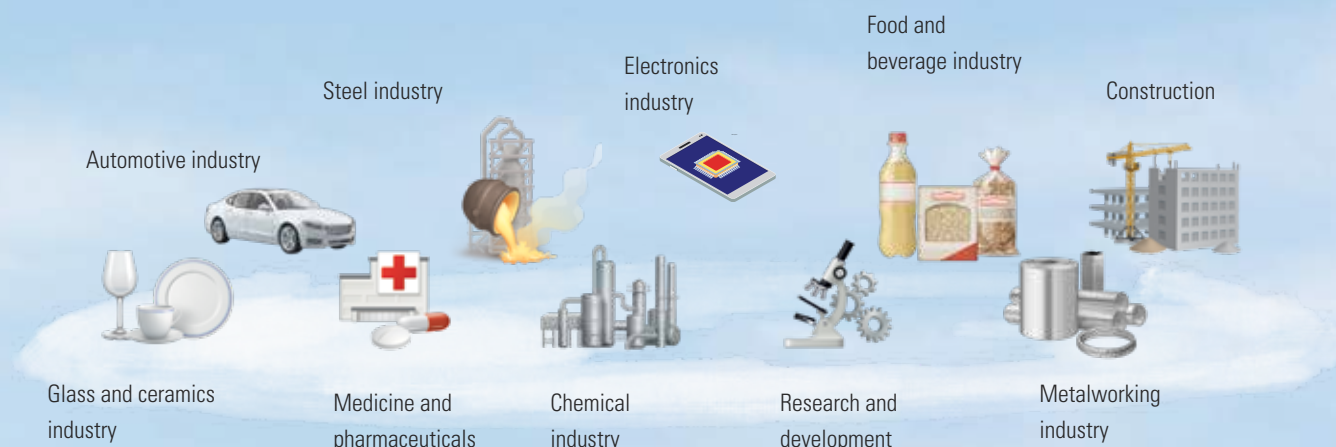 Food and
beverage industry
Electronics
industry
Steel industry
Construction
Automotive industry
Glass and ceramics
industry
Medicine and
pharmaceuticals
Chemical
industry
Research and
development
Metalworking
industry